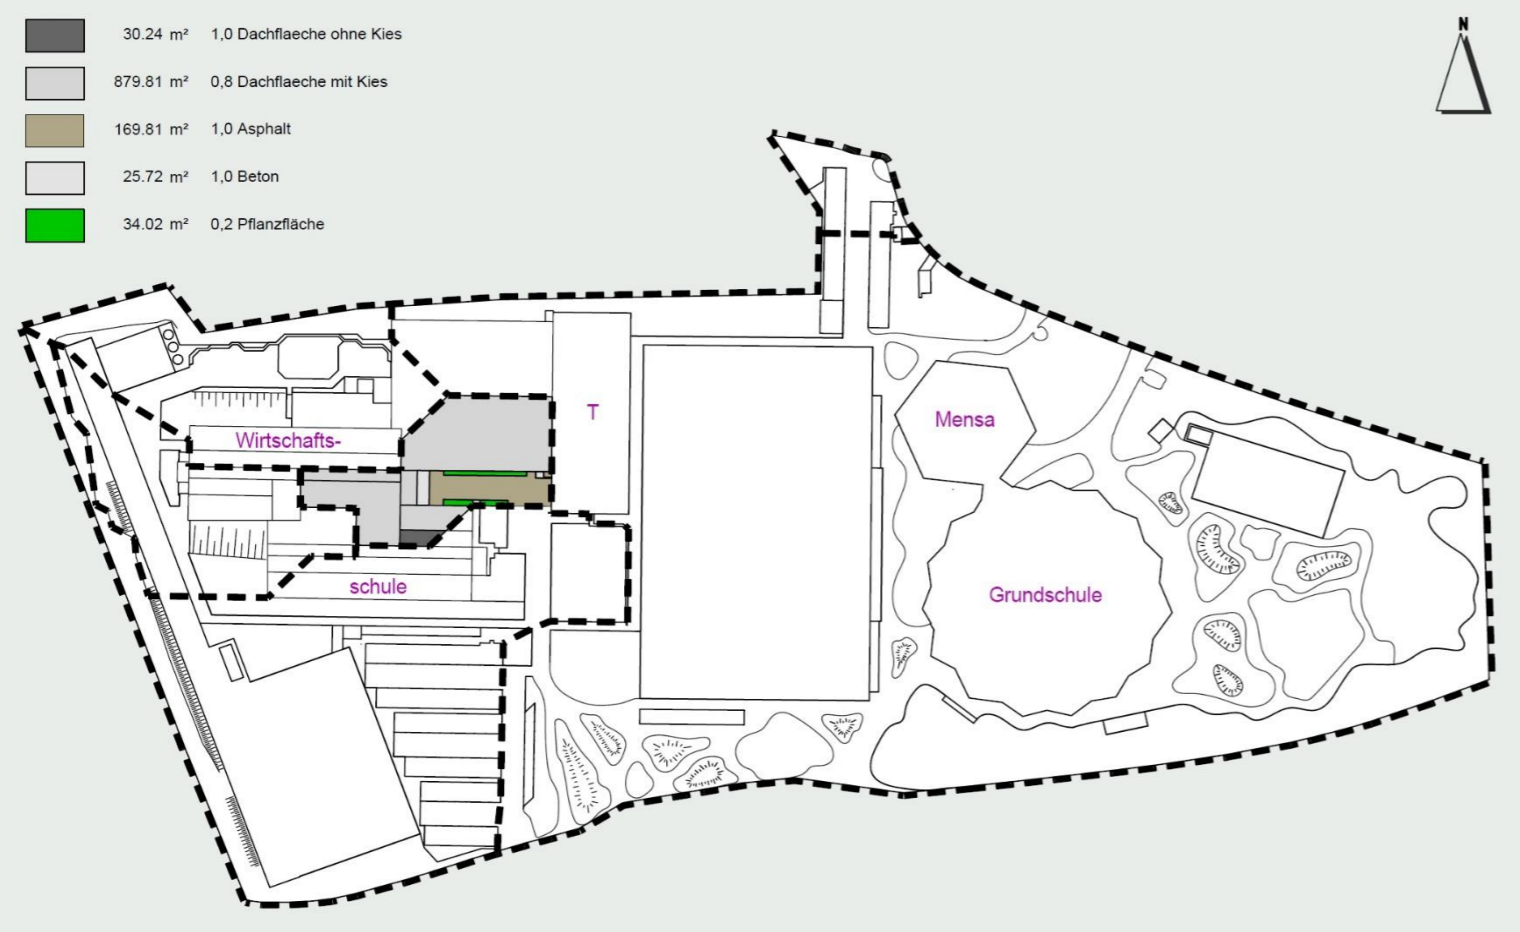 30.24 m² 1,0 Dachflaeche ohne Kies
879.81 m² 0,8 Dachflaeche mit Kies
169.81 m² 1,0 Asphalt
25.72 m² 1,0 Beton
34.02 m² 0,2 Pflanzfläche
N
T
Mensa
Wirtschafts-
schule
Grundschule